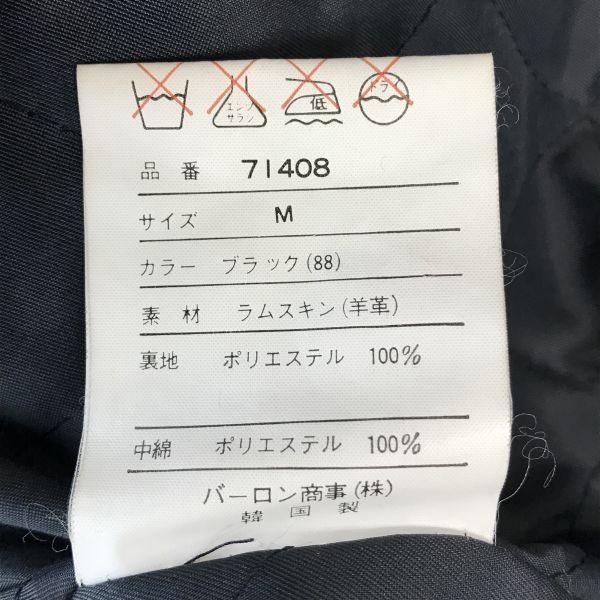 エンソ
サラシ
低
ドライ
品番 71408
サイズ M
カラー ブラック(88)
素材 ラムスキン(羊革)
裏地 ポリエステル 100%
中綿 ポリエステル 100%
バーロン商事(株)
韓国製